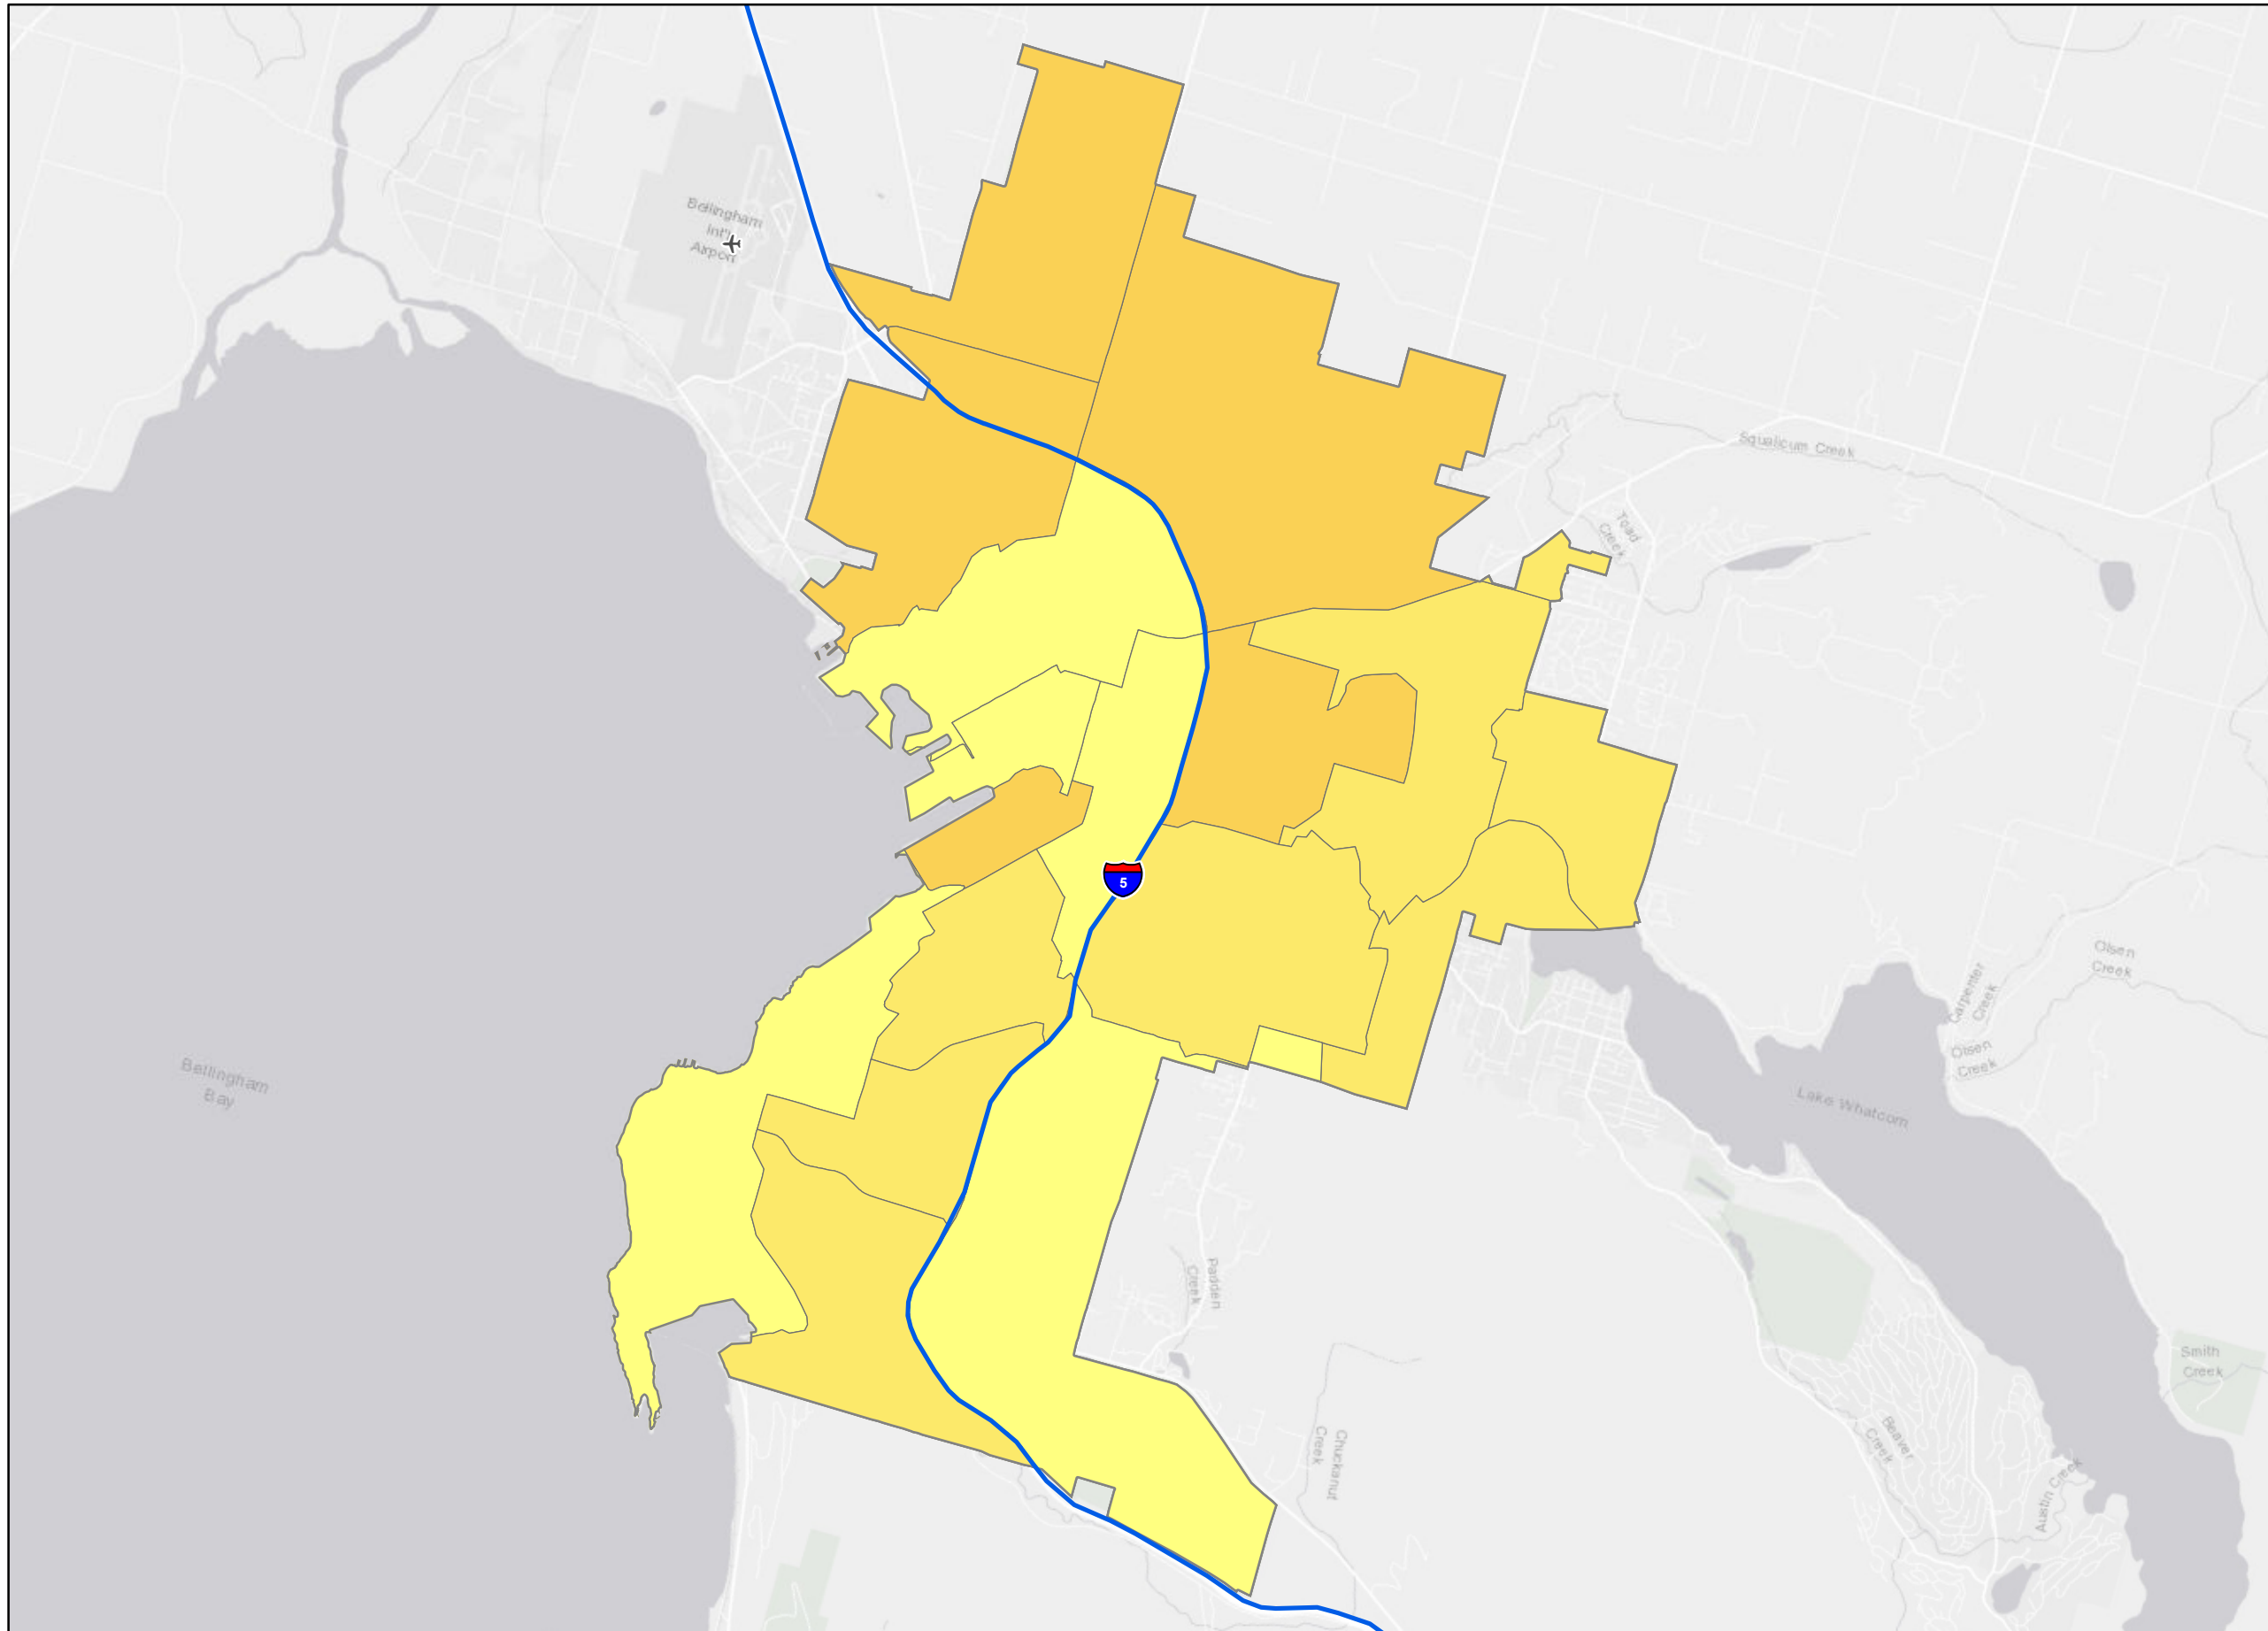 Bellingham
Int'l
Airport
Squalicum Creek
Toad
Creek
5
Olsen
Creek
Carpenter
Creek
Olsen
Creek
Bellingham
Bay
Lake Whatcom
Padden
Creek
Smith
Creek
Chuckanut
Creek
Beaver
Creek
Austin Creek